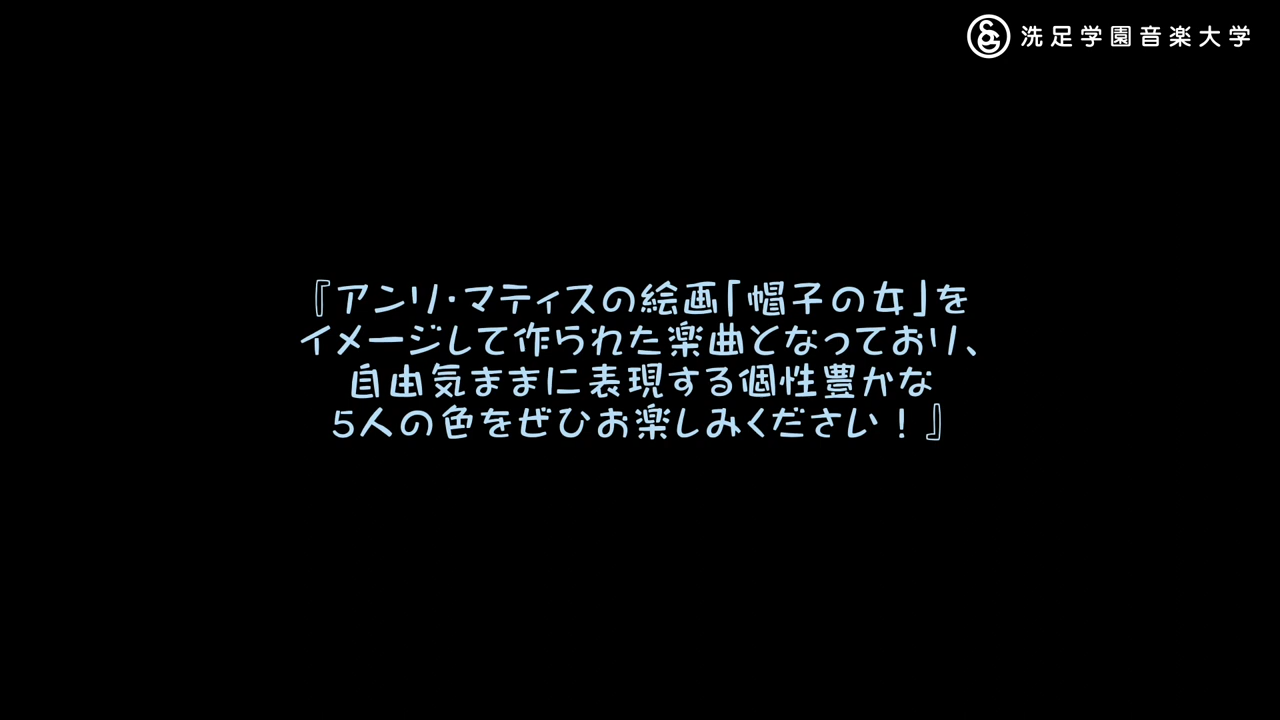 洗足学園音楽大学
『アンリ・マティスの絵画「帽子の女」を
イメージして作られた楽曲となっており、
自由気ままに表現する個性豊かな
5人の色をぜひお楽しみください！』